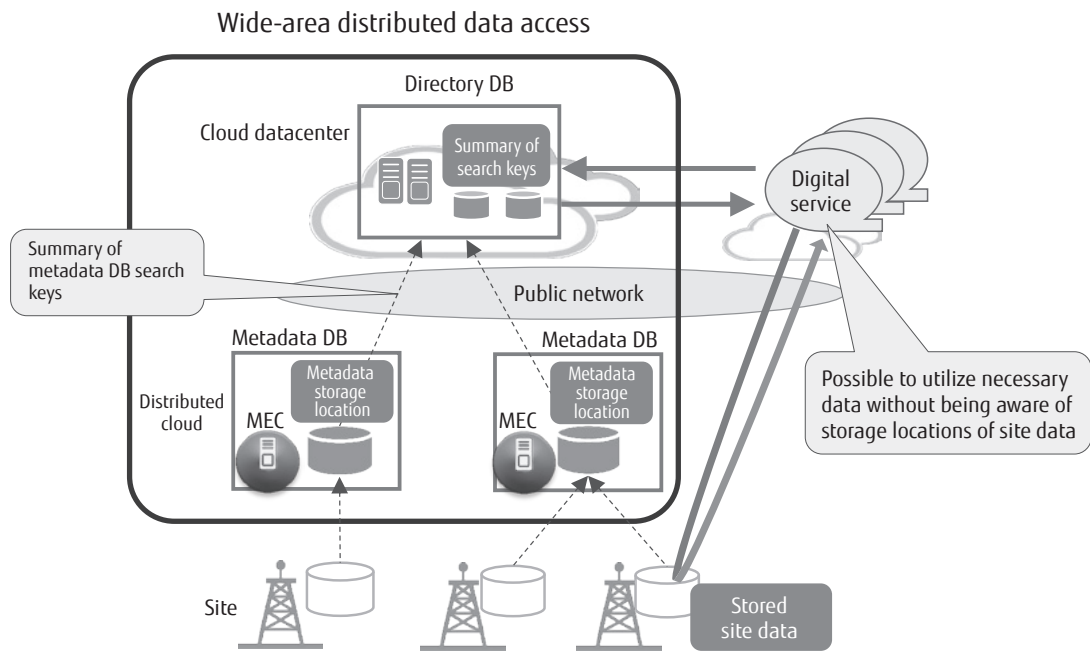 Wide-area distributed data access
Directory DB
Cloud datacenter
Summary of
search keys
Digital
service
Summary of
metadata DB search
keys
Public network
Metadata DB
Metadata DB
Metadata
storage
location
Metadata
storage
location
Distributed
cloud
MEC
MEC
Possible to utilize necessary
data without being aware of
storage locations of site data
Site
Stored
site data